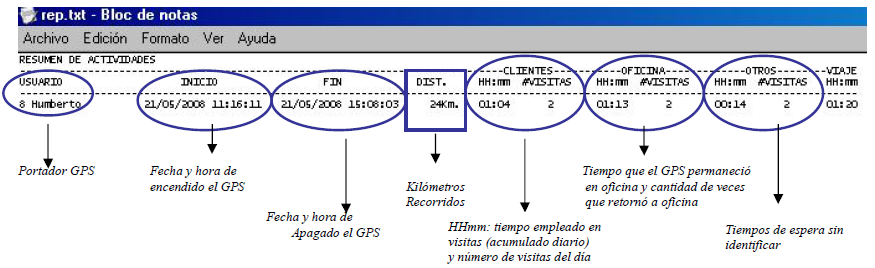 rep.txt - Bloc de notas
Archivo Edición Formato Ver Ayuda
RESUMEN DE ACTIVIDADES
CLIENTES OFICINA OTROS VIAJE
USUARIO INICIO FIN DIST. HH:mm #VISITAS HH:mm #VISITAS HH:mm #VISITAS HH:mm
8 Humberto 21/05/2008 11:16:11 21/05/2008 15:08:03 24Km. 01:04 2 01:13 2 00:14 2 01:20
Portador GPS
Fecha y hora de
encendido el GPS
Fecha y hora de
Apagado el GPS
Kilómetros
Recorridos
HHmm: tiempo empleado en
visitas (acumulado diario)
y número de visitas del día
Tiempo que el GPS permaneció
en oficina y cantidad de veces
que retornó a oficina
Tiempos de espera sin
identificar